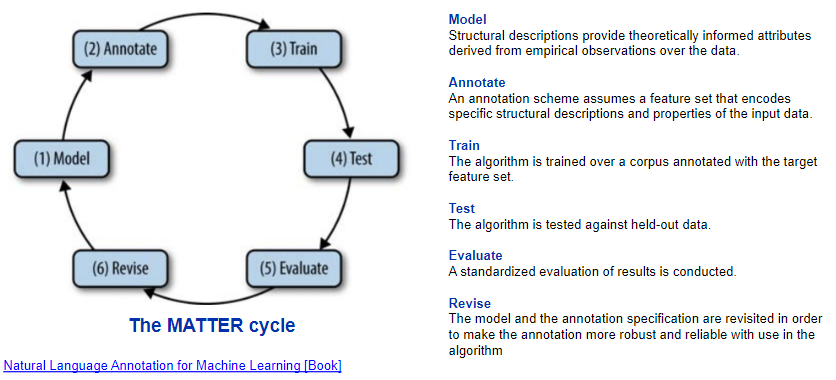 (2) Annotate
(3) Train
(1) Model
(4) Test
(6) Revise
(5) Evaluate
The MATTER cycle
Natural Language Annotation for Machine Learning [Book]
Model
Structural descriptions provide theoretically informed attributes
derived from empirical observations over the data.
Annotate
An annotation scheme assumes a feature set that encodes
specific structural descriptions and properties of the input data.
Train
The algorithm is trained over a corpus annotated with the target
feature set.
Test
The algorithm is tested against held-out data.
Evaluate
A standardized evaluation of results is conducted.
Revise
The model and the annotation specification are revisited in order
to make the annotation more robust and reliable with use in the
algorithm